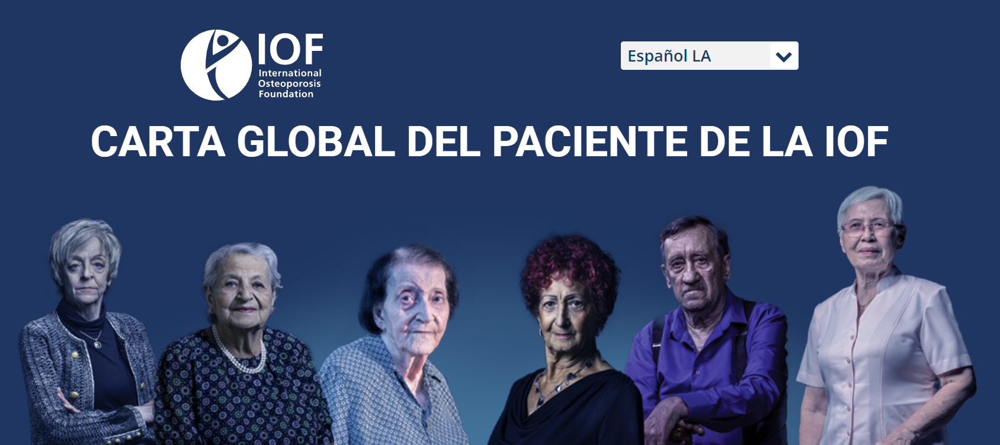 IOF
International
Osteoporosis
Foundation
Español LA
CARTA GLOBAL DEL PACIENTE DE LA IOF